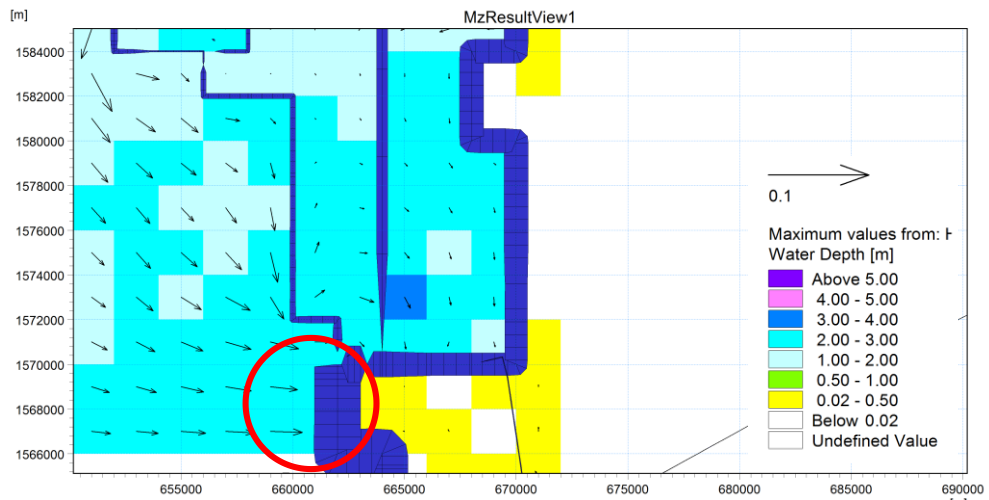 MzResultView1
[m]
1584000
1582000
1580000
1578000
1576000
1574000
1572000
1570000
1568000
1566000
0.1
Maximum values from: H
Water Depth [m]
Above 5.00
4.00 - 5.00
3.00 - 4.00
2.00 - 3.00
1.00 - 2.00
0.50 - 1.00
0.02 - 0.50
Below 0.02
Undefined Value
655000 660000 665000 670000 675000 680000 685000 690000